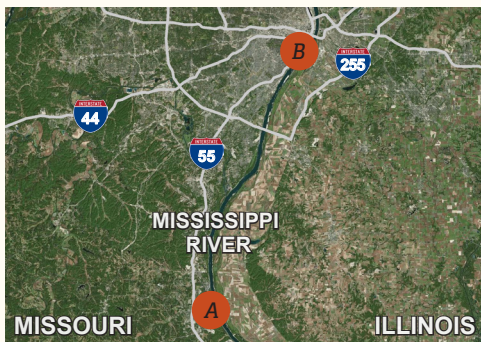 B
INTERSTATE
255
INTERSTATE
44
INTERSTATE
55
MISSISSIPPI
RIVER
A
MISSOURI
ILLINOIS